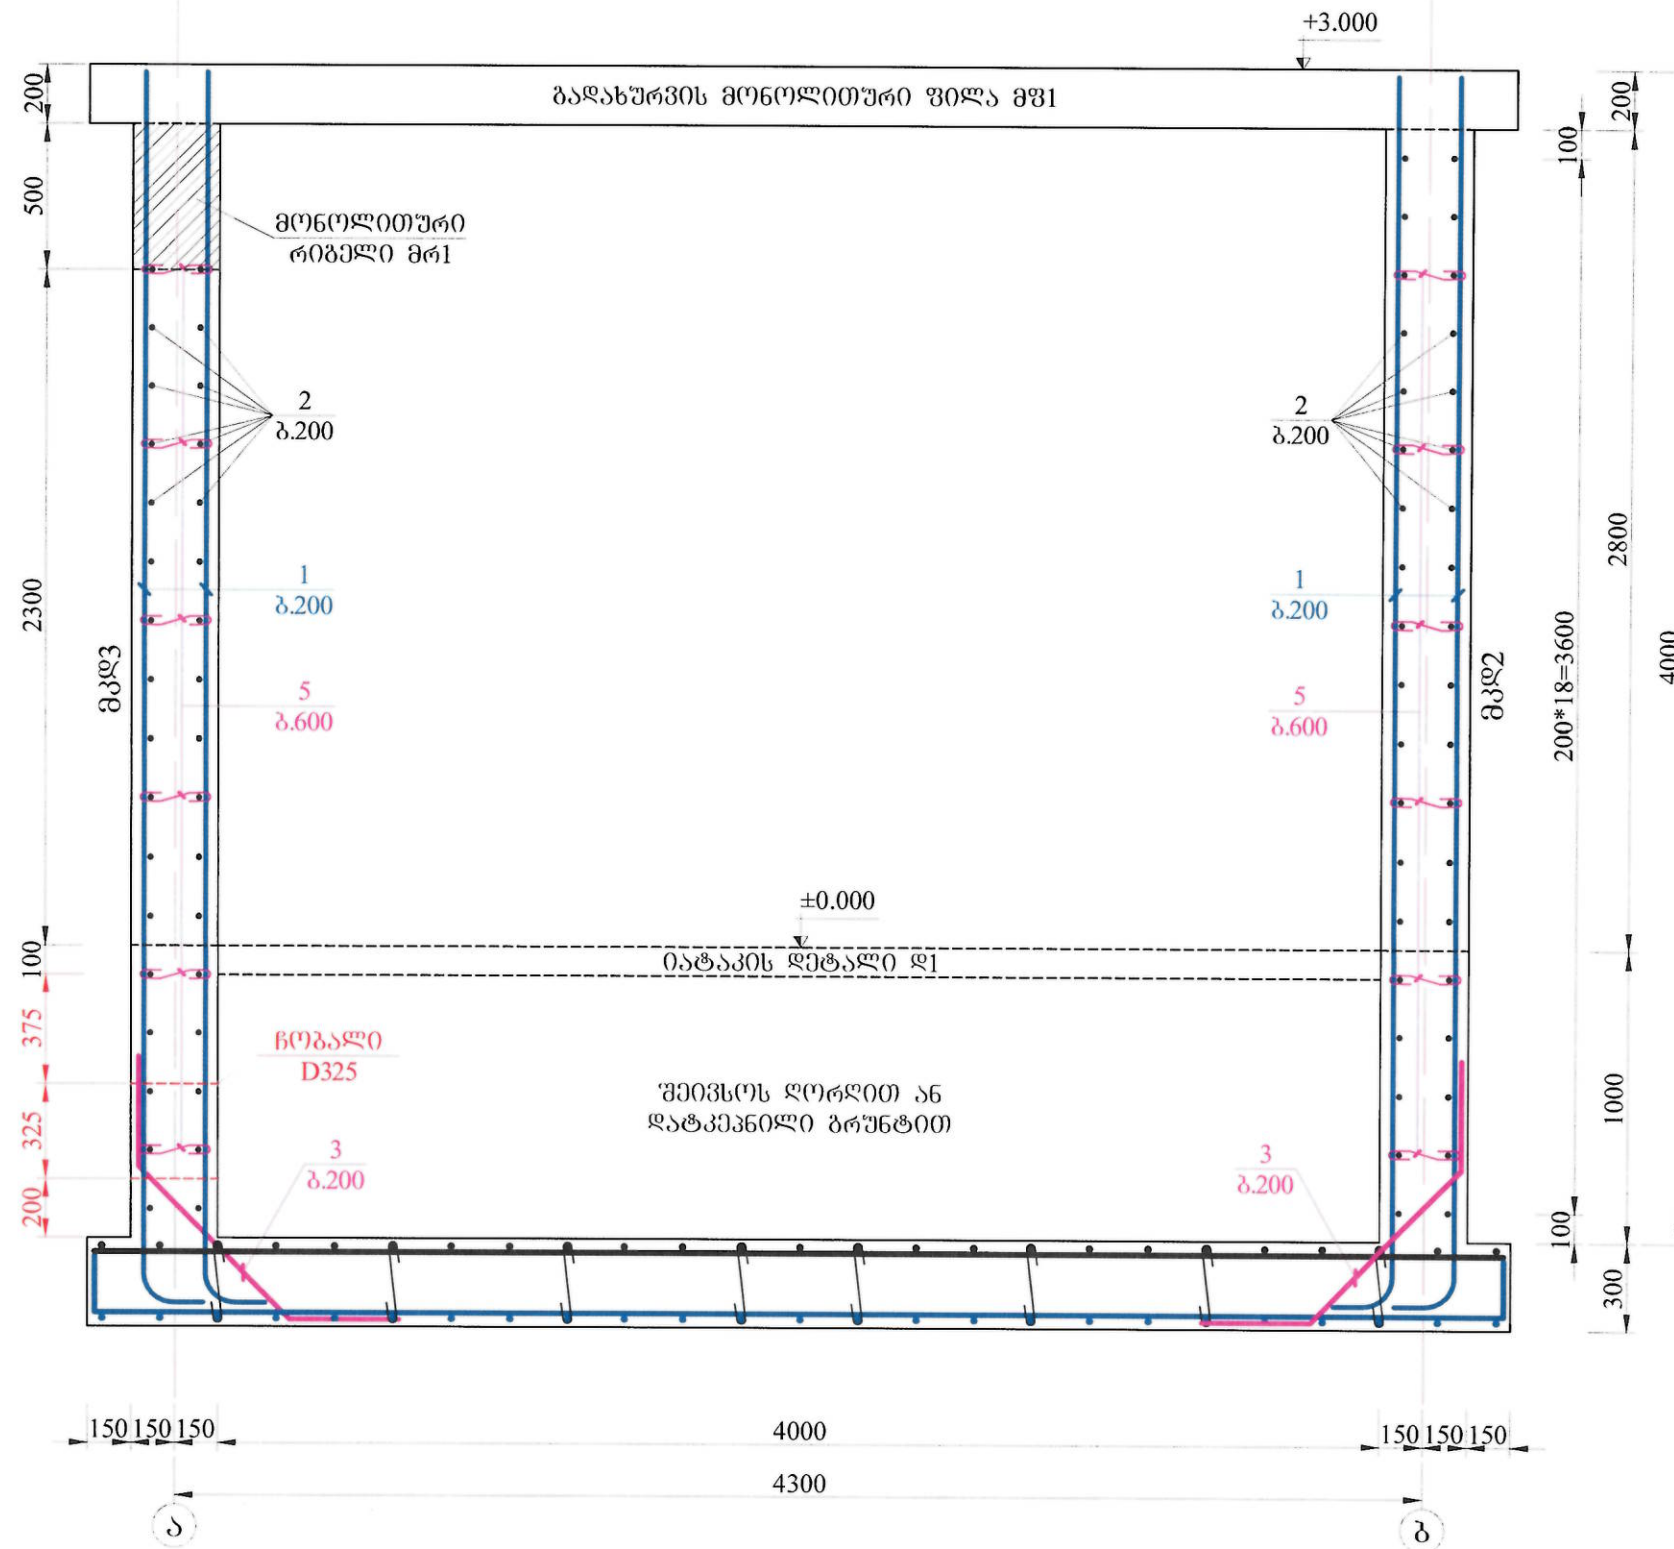 +3.000
200
გადახურვის მონოლითური ფილა მფ1
200
100
500
მონოლითური
რიგელი მრ1
2
ბ.200
2
ბ.200
2800
2300
1
ბ.200
1
ბ.200
მკდ3
მკდ2
200*18=3600
4000
5
ბ.600
5
ბ.600
±0.000
100
იატაკის დეტალი დ1
375
ჩობალი
D325
შეივსოს ღორღით ან
დატკეპნილი გრუნტით
1000
325
3
ბ.200
3
ბ.200
200
100
300
150 150 150
4000
150 150 150
4300
ა
ბ